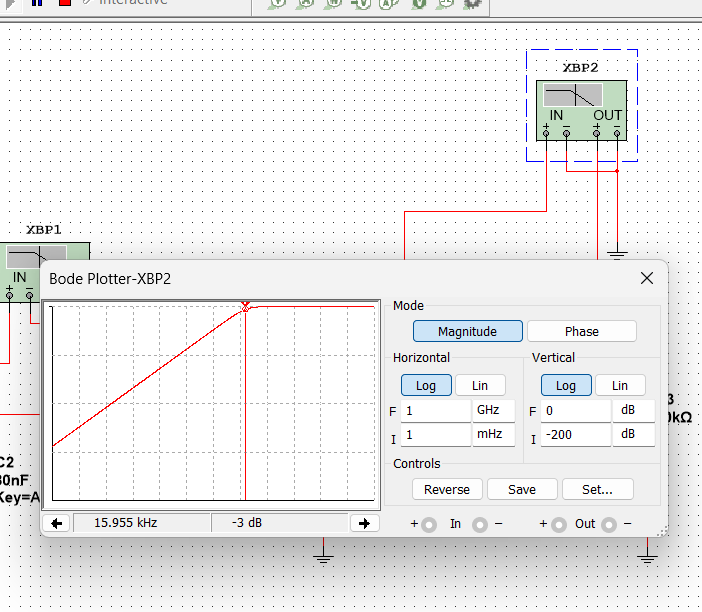 Interactive
XBP2
IN OUT
+ − + −
XBP1
IN
+ −
Bode Plotter-XBP2
Mode
Magnitude Phase
Horizontal Vertical
Log Lin Log Lin
F 1 GHz F 0 dB
I 1 mHz I -200 dB
Controls
Reverse Save Set...
15.955 kHz -3 dB
+ In − + Out −
3
0kΩ
C2
30nF
Key=A